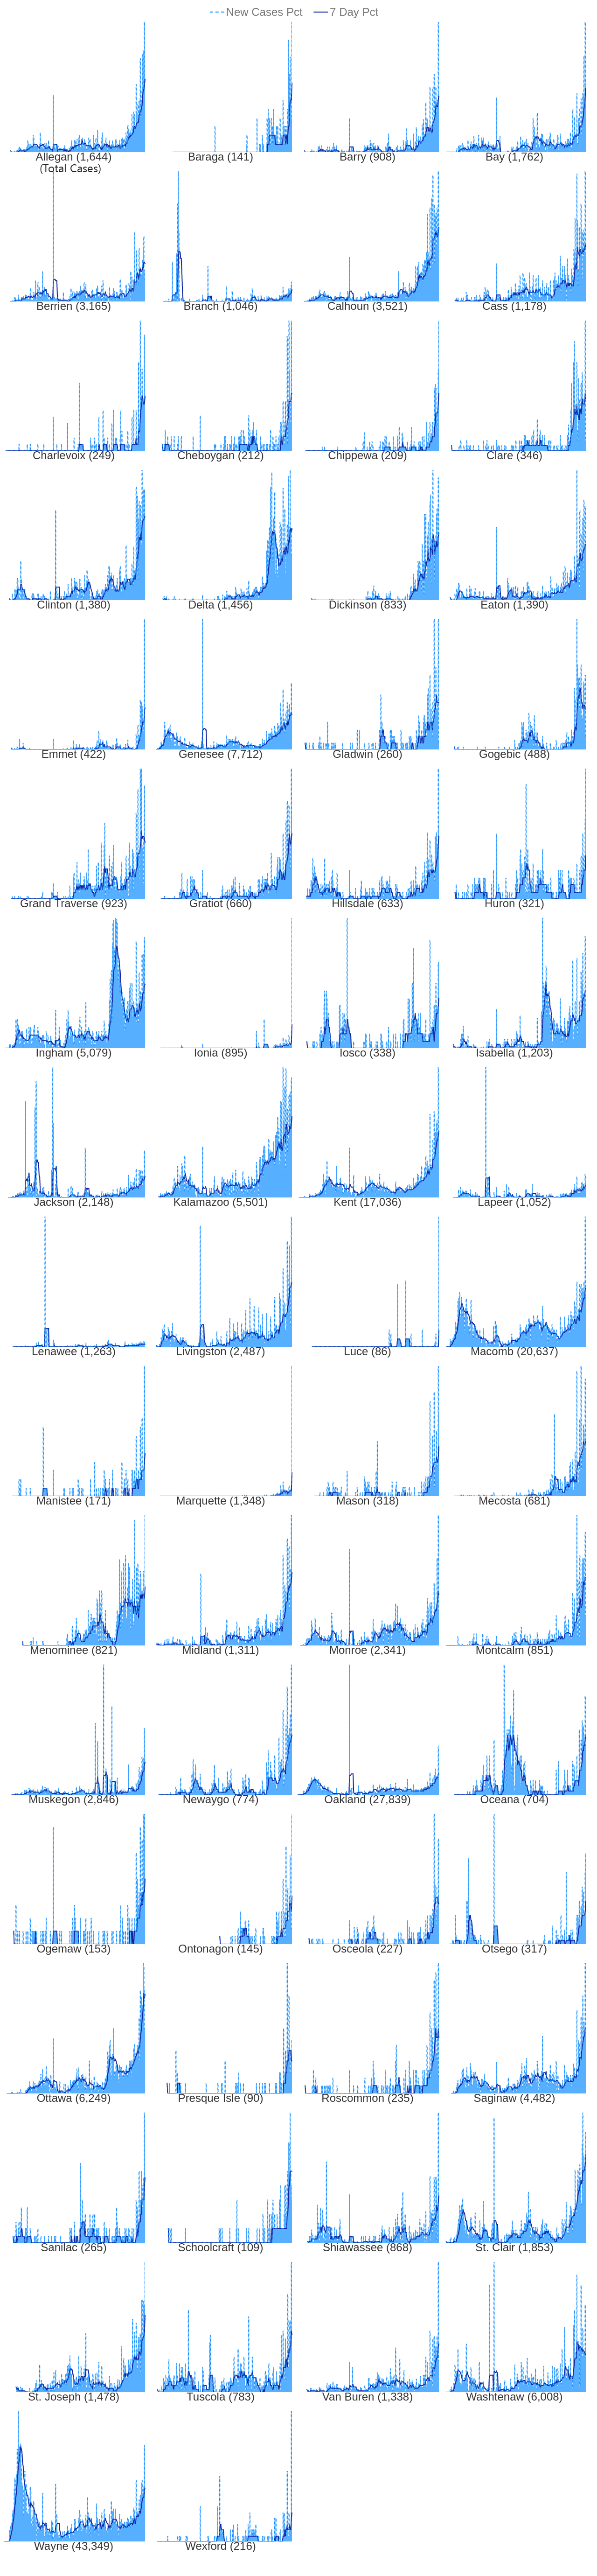 New Cases Pct 7 Day Pct
Allegan (1,644) Baraga (141) Barry (908) Bay (1,762)
(Total Cases)
Berrien (3,165) Branch (1,046) Calhoun (3,521) Cass (1,178)
Charlevoix (249) Cheboygan (212) Chippewa (209) Clare (346)
Clinton (1,380) Delta (1,456) Dickinson (833) Eaton (1,390)
Emmet (422) Genesee (7,712) Gladwin (260) Gogebic (488)
Grand Traverse (923) Gratiot (660) Hillsdale (633) Huron (321)
Ingham (5,079) Ionia (895) Iosco (338) Isabella (1,203)
Jackson (2,148) Kalamazoo (5,501) Kent (17,036) Lapeer (1,052)
Lenawee (1,263) Livingston (2,487) Luce (86) Macomb (20,637)
Manistee (171) Marquette (1,348) Mason (318) Mecosta (681)
Menominee (821) Midland (1,311) Monroe (2,341) Montcalm (851)
Muskegon (2,846) Newaygo (774) Oakland (27,839) Oceana (704)
Ogemaw (153) Ontonagon (145) Osceola (227) Otsego (317)
Ottawa (6,249) Presque Isle (90) Roscommon (235) Saginaw (4,482)
Sanilac (265) Schoolcraft (109) Shiawassee (868) St. Clair (1,853)
St. Joseph (1,478) Tuscola (783) Van Buren (1,338) Washtenaw (6,008)
Wayne (43,349) Wexford (216)